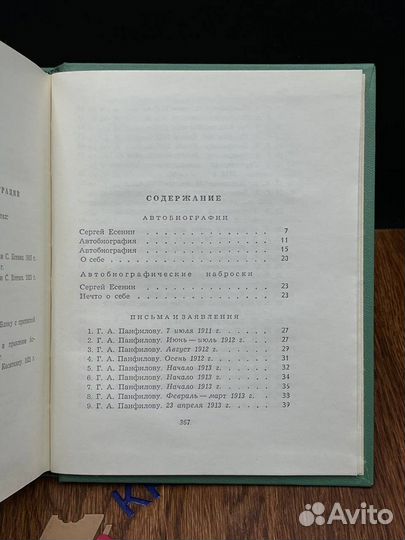 СОДЕРЖАНИЕ
АВТОБИОГРАФИИ
Сергей Есенин . . . . . . . . . . . . . . . 7
Автобиография . . . . . . . . . . . . . . . 11
Автобиография . . . . . . . . . . . . . . . 15
О себе . . . . . . . . . . . . . . . . . . 20
Автобиографические наброски
Сергей Есенин . . . . . . . . . . . . . . . 23
Нечто о себе . . . . . . . . . . . . . . . 23
ПИСЬМА И ЗАЯВЛЕНИЯ
1. Г. А. Панфилову. 7 июля 1911 г. . . . . . . 27
2. Г. А. Панфилову. Июнь — июль 1912 г. . . . 27
3. Г. А. Панфилову. Август 1912 г. . . . . . . 29
4. Г. А. Панфилову. Осень 1912 г. . . . . . . 31
5. Г. А. Панфилову. Начало 1913 г. . . . . . . 32
6. Г. А. Панфилову. Начало 1913 г. . . . . . . 34
7. Г. А. Панфилову. Начало 1913 г. . . . . . . 35
8. Г. А. Панфилову. Февраль — март 1913 г. . . 38
9. Г. А. Панфилову. 23 апреля 1913 г. . . . . 39
367
Avito